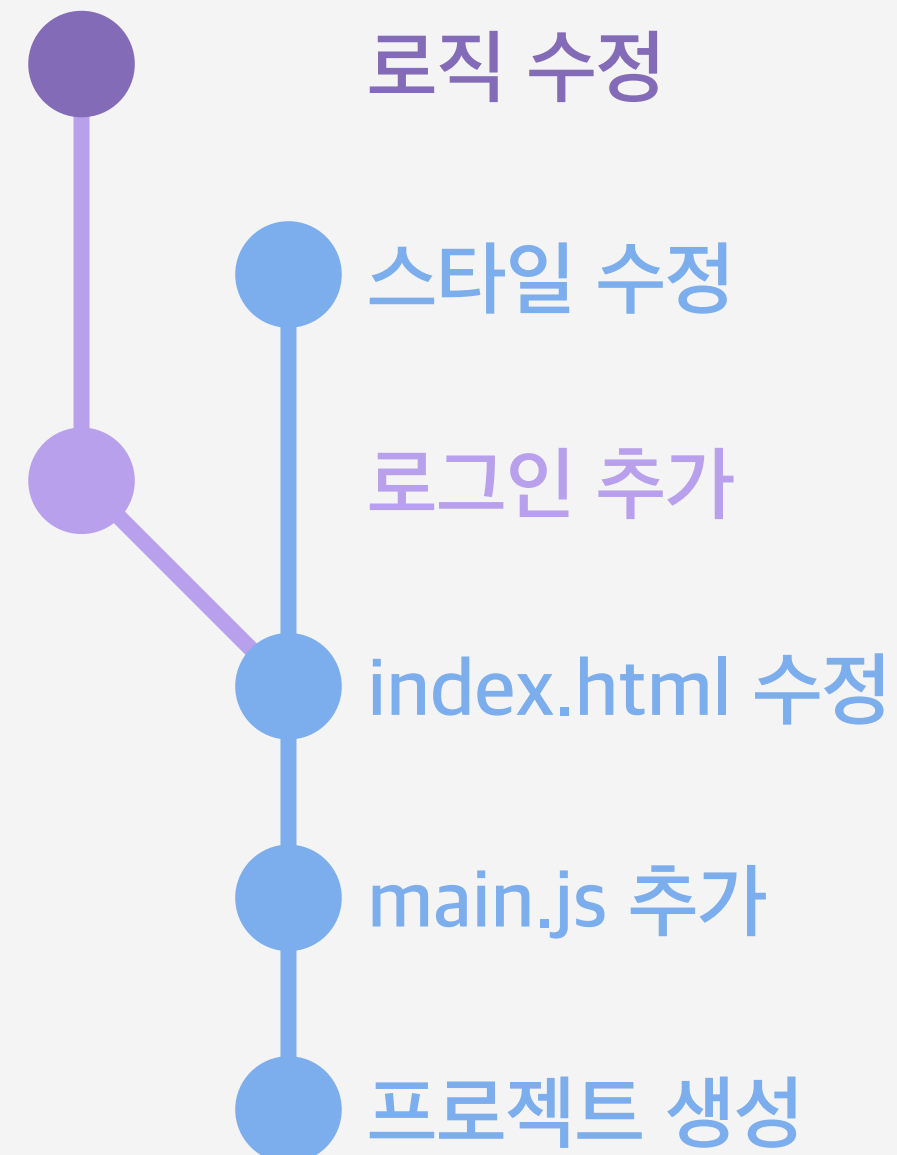 로직 수정
스타일 수정
로그인 추가
index.html 수정
main.js 추가
프로젝트 생성